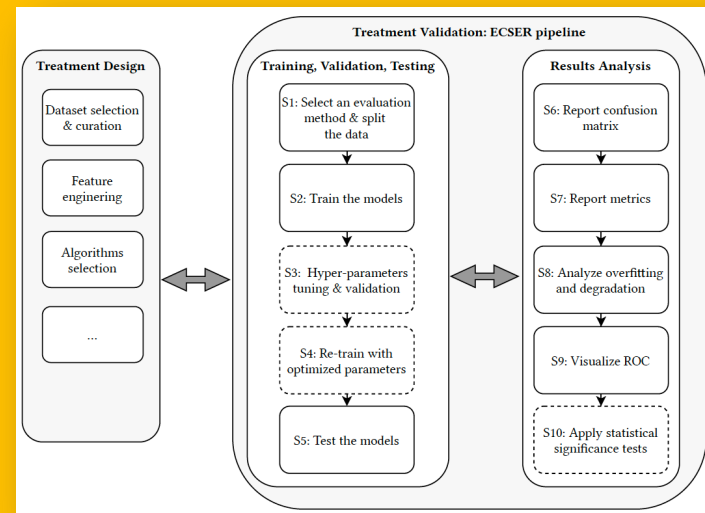 Treatment Validation: ECSER pipeline
Treatment Design
Dataset selection
& curation
Feature
enginering
Algorithms
selection
...
Training, Validation, Testing
S1: Select an evaluation
method & split
the data
S2: Train the models
S3: Hyper-parameters
tuning & validation
S4: Re-train with
optimized parameters
S5: Test the models
Results Analysis
S6: Report confusion
matrix
S7: Report metrics
S8: Analyze overfitting
and degradation
S9: Visualize ROC
S10: Apply statistical
significance tests